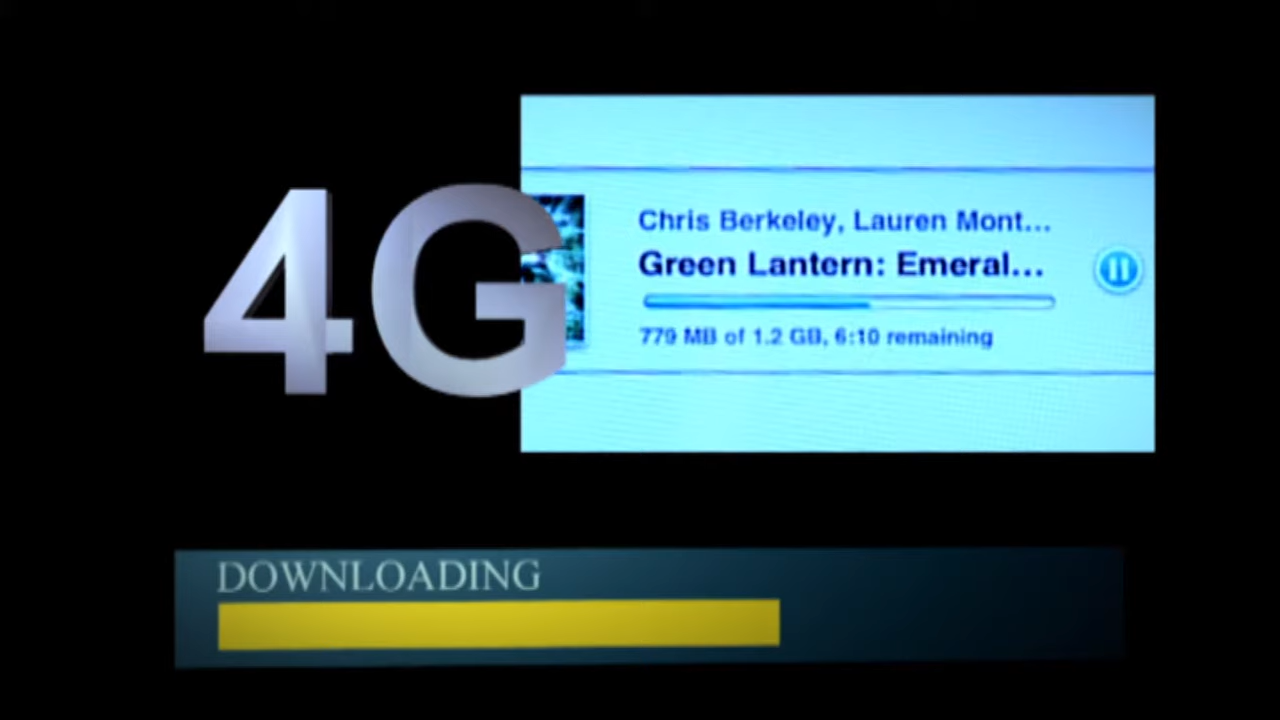 4G
Chris Berkeley, Lauren Mont...
Green Lantern: Emeral...
779 MB of 1.2 GB, 6:10 remaining
DOWNLOADING